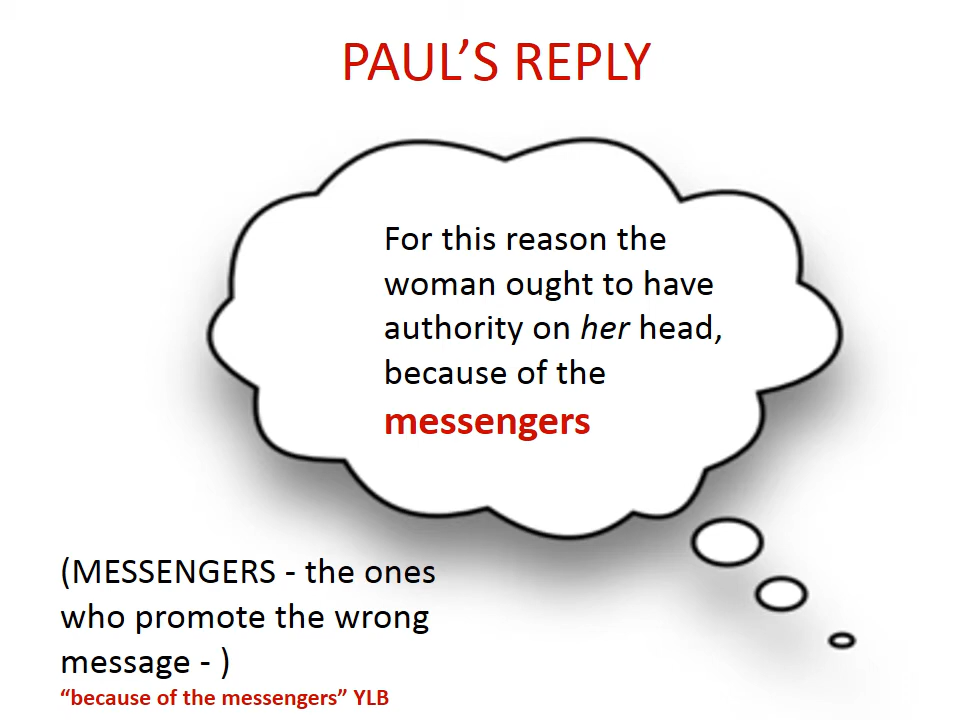 PAUL’S REPLY
For this reason the
woman ought to have
authority on her head,
because of the
messengers
(MESSENGERS - the ones
who promote the wrong
message - )
“because of the messengers” YLB